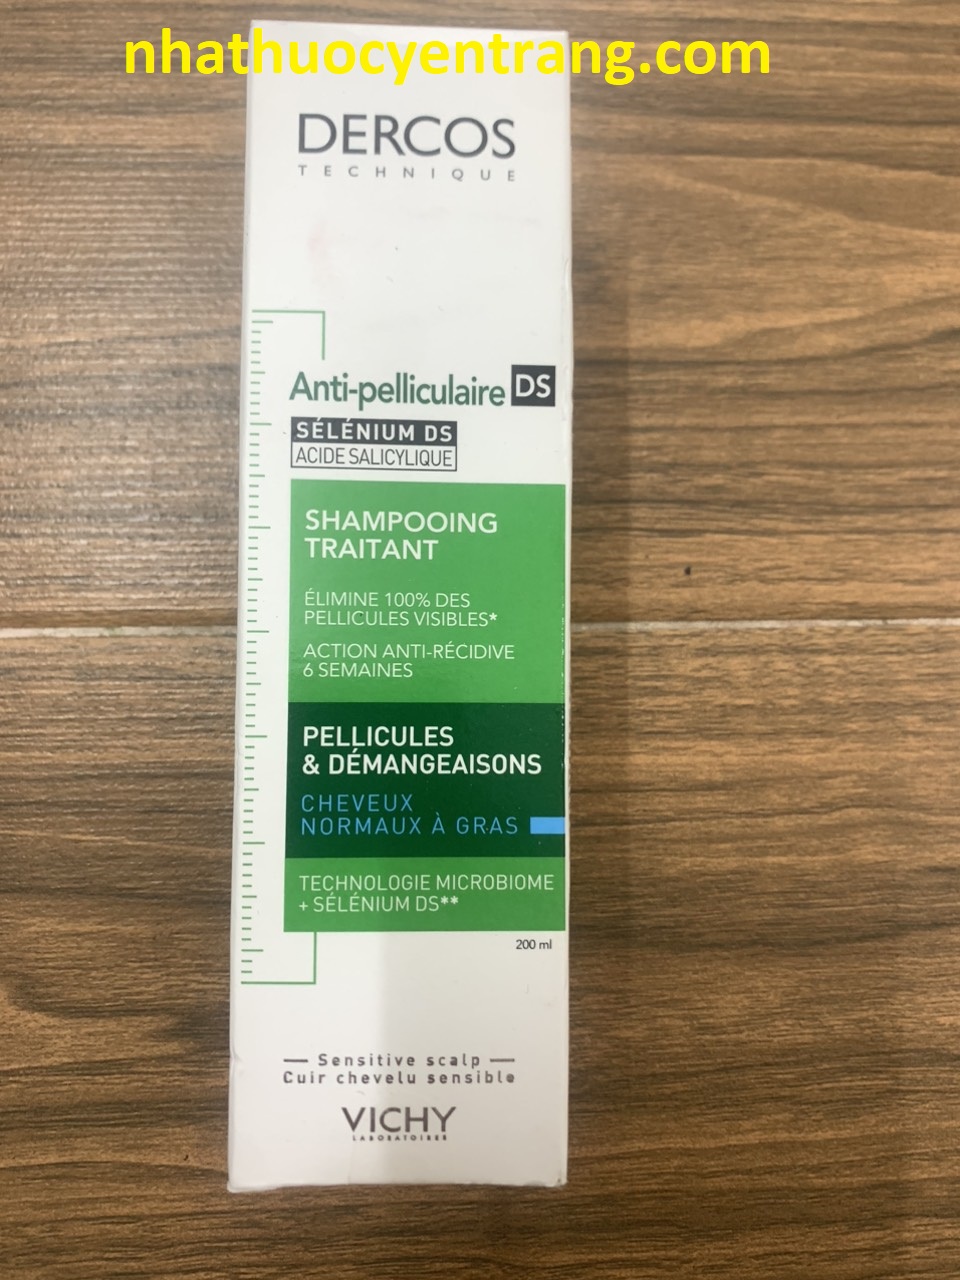 nhathuocyentrang.com
DERCOS
TECHNIQUE
Anti-pelliculaire DS
SÉLÉNIUM DS
ACIDE SALICYLIQUE
SHAMPOOING
TRAITANT
ÉLIMINE 100% DES
PELLICULES VISIBLES*
ACTION ANTI-RÉCIDIVE
6 SEMAINES
PELLICULES
& DÉMANGEAISONS
CHEVEUX
NORMAUX À GRAS
TECHNOLOGIE MICROBIOME
+ SÉLÉNIUM DS**
200 ml
Sensitive scalp
Cuir chevelu sensible
VICHY
LABORATOIRES